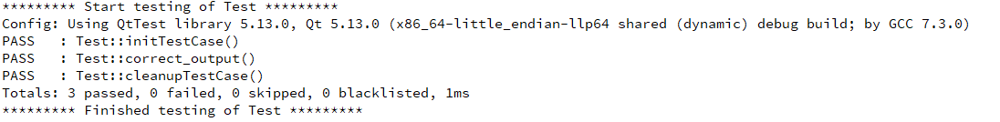 ********* Start testing of Test *********
Config: Using QtTest library 5.13.0, Qt 5.13.0 (x86_64-little_endian-llp64 shared (dynamic) debug build; by GCC 7.3.0)
PASS   : Test::initTestCase()
PASS   : Test::correct_output()
PASS   : Test::cleanupTestCase()
Totals: 3 passed, 0 failed, 0 skipped, 0 blacklisted, 1ms
********* Finished testing of Test *********